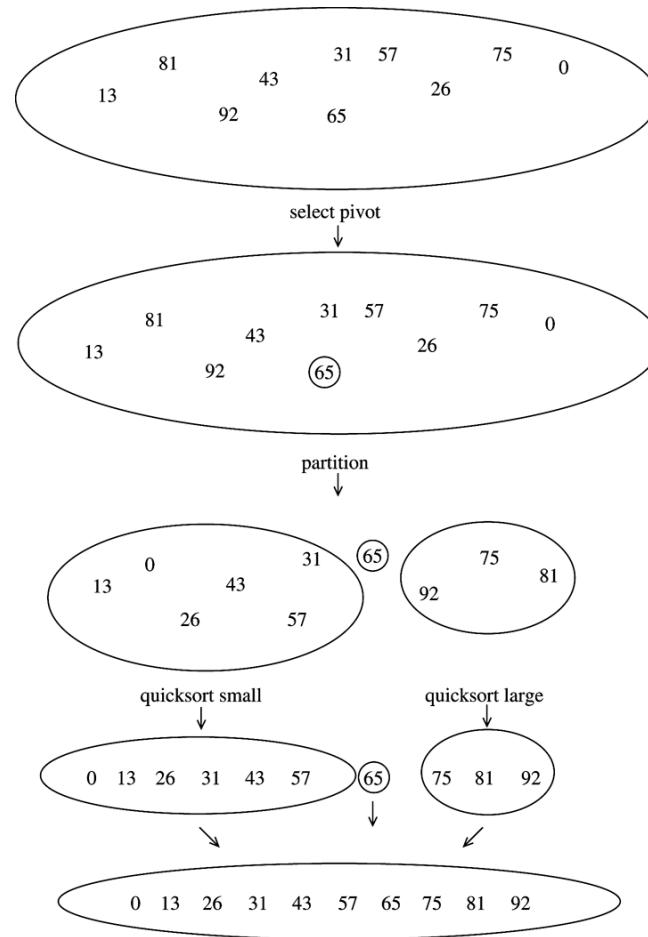 81 43 31 57 75 0
13 92 65 26
select pivot
81 43 31 57 75 0
13 92 65 26
partition
0 31 65 75
13 43 92 81
26 57
quicksort small quicksort large
0 13 26 31 43 57 65 75 81 92
0 13 26 31 43 57 65 75 81 92